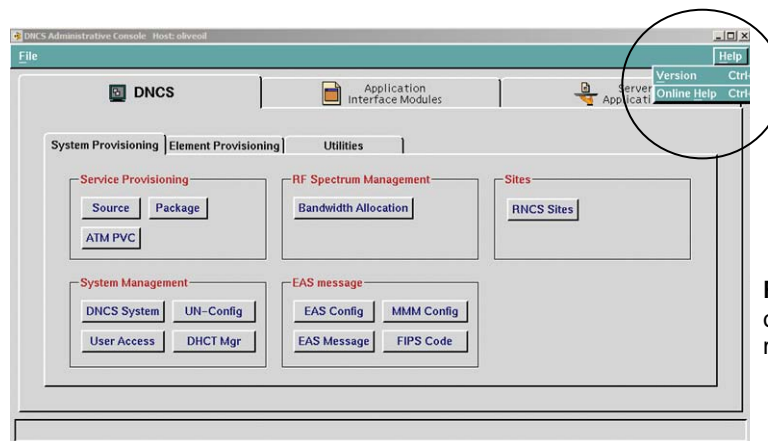 DNCS Administrative Console Host: oliveoil
File Help
Version
Online Help
DNCS
Application
Interface Modules
Server
System Provisioning Element Provisioning Utilities
Service Provisioning RF Spectrum Management Sites
Source Package Bandwidth Allocation RNCS Sites
ATM PVC
System Management EAS message
DNCS System UN-Config EAS Config MMM Config
User Access DHCT Mgr EAS Message FIPS Code